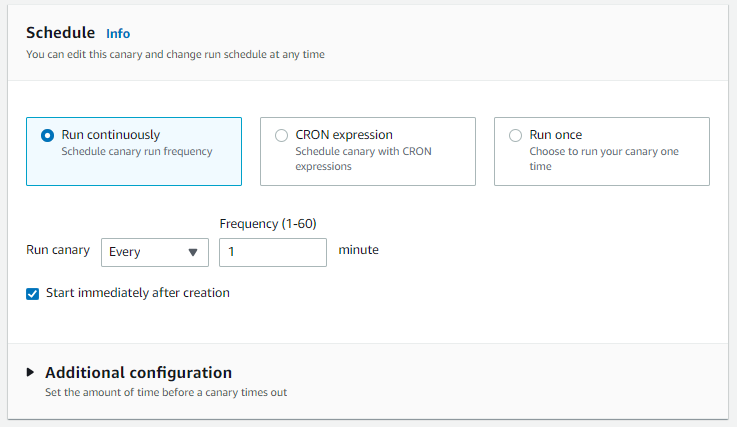 Schedule Info
You can edit this canary and change run schedule at any time
Run continuously
Schedule canary run frequency
CRON expression
Schedule canary with CRON
expressions
Run once
Choose to run your canary one
time
Frequency (1-60)
Run canary Every 1 minute
Start immediately after creation
Additional configuration
Set the amount of time before a canary times out